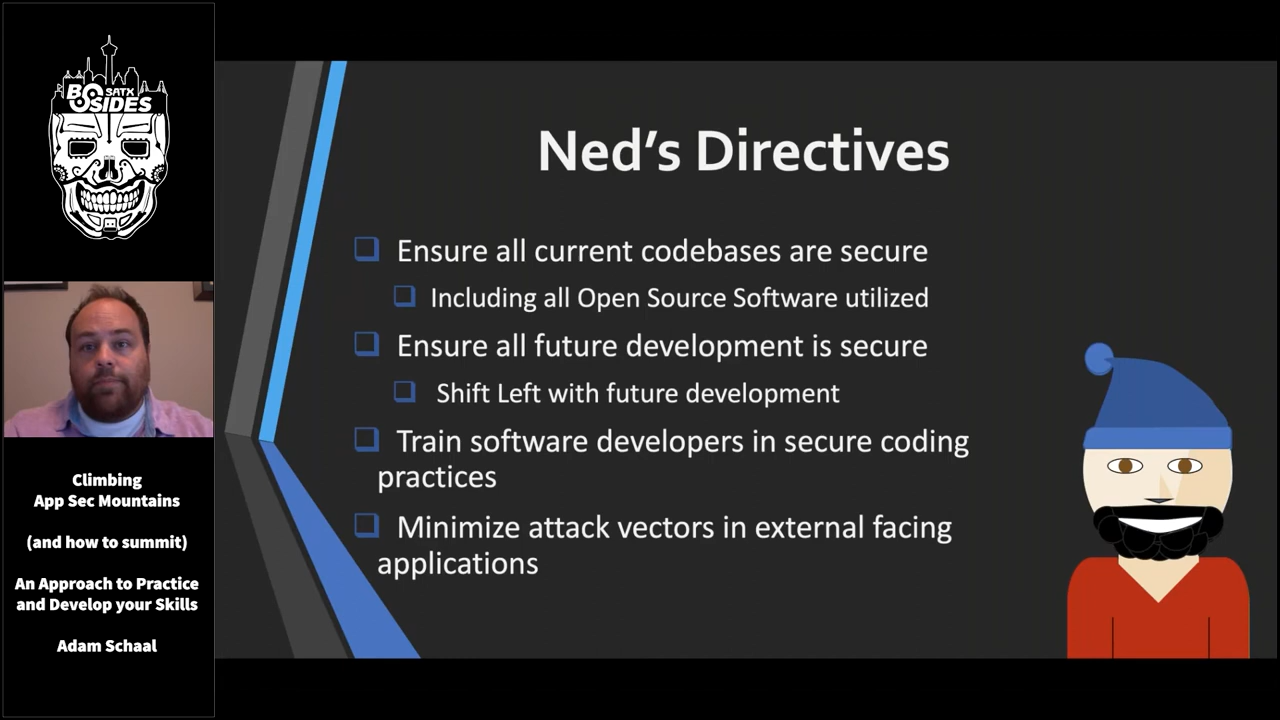 BSIDES
SATX
Climbing
App Sec Mountains
(and how to summit)
An Approach to Practice
and Develop your Skills
Adam Schaal
Ned’s Directives
Ensure all current codebases are secure
Including all Open Source Software utilized
Ensure all future development is secure
Shift Left with future development
Train software developers in secure coding
practices
Minimize attack vectors in external facing
applications